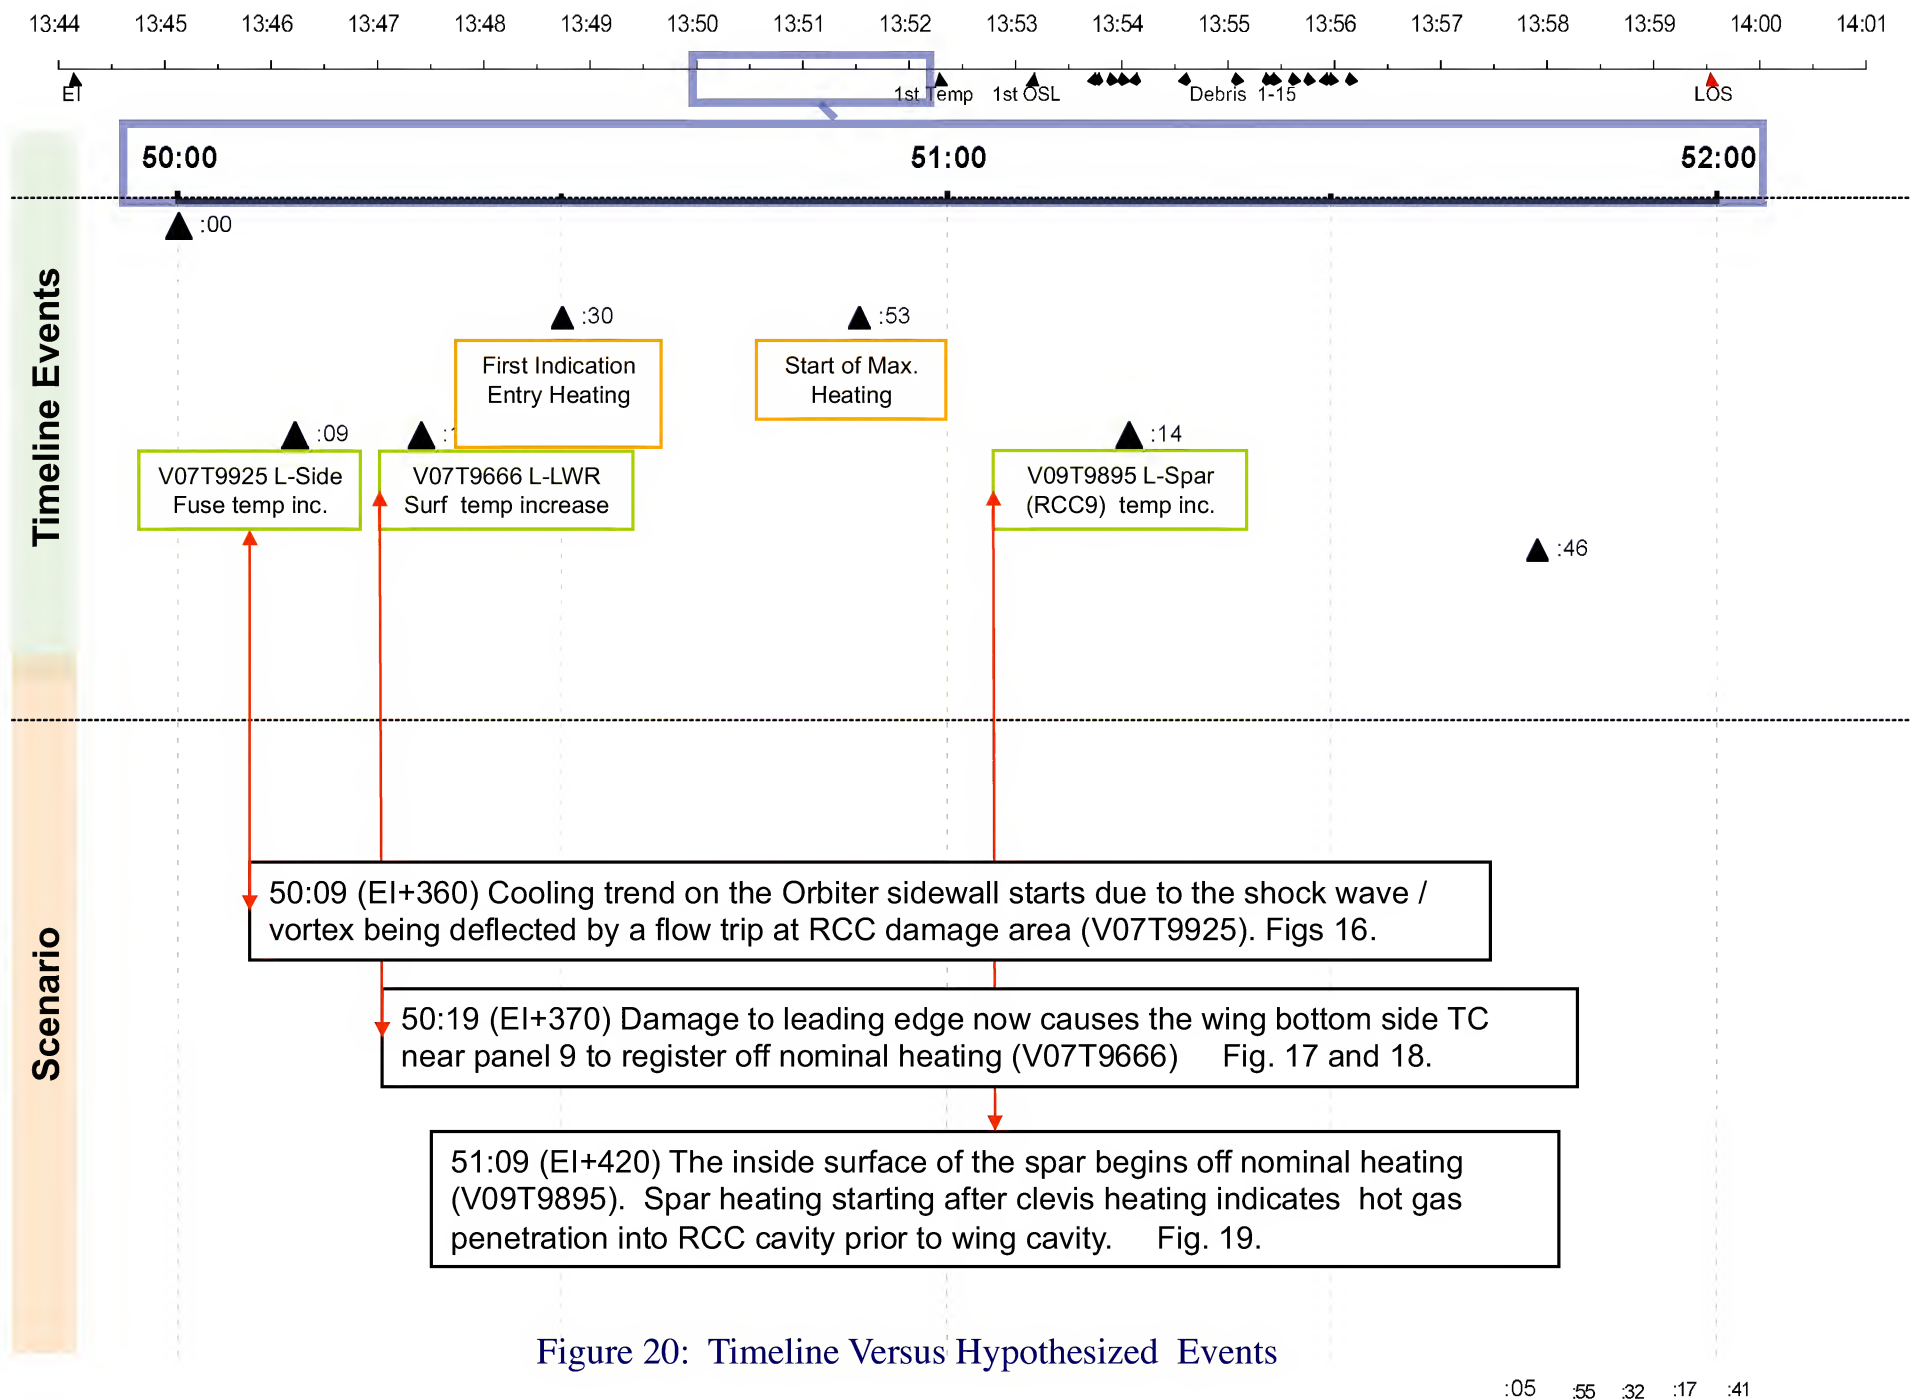 13:44 13:45 13:46 13:47 13:48 13:49 13:50 13:51 13:52 13:53 13:54 13:55 13:56 13:57 13:58 13:59 14:00 14:01
EI 1st Temp 1st OSL Debris 1-15 LOS
50:00 51:00 52:00
:00
Timeline Events
:30 :53
First Indication
Entry Heating
Start of Max.
Heating
:09 :14
V07T9925 L-Side
Fuse temp inc.
V07T9666 L-LWR
Surf temp increase
V09T9895 L-Spar
(RCC9) temp inc.
:46
Scenario
50:09 (EI+360) Cooling trend on the Orbiter sidewall starts due to the shock wave /
vortex being deflected by a flow trip at RCC damage area (V07T9925). Figs 16.
50:19 (EI+370) Damage to leading edge now causes the wing bottom side TC
near panel 9 to register off nominal heating (V07T9666) Fig. 17 and 18.
51:09 (EI+420) The inside surface of the spar begins off nominal heating
(V09T9895). Spar heating starting after clevis heating indicates hot gas
penetration into RCC cavity prior to wing cavity. Fig. 19.
Figure 20: Timeline Versus Hypothesized Events
:05 :55 :32 :17 :41